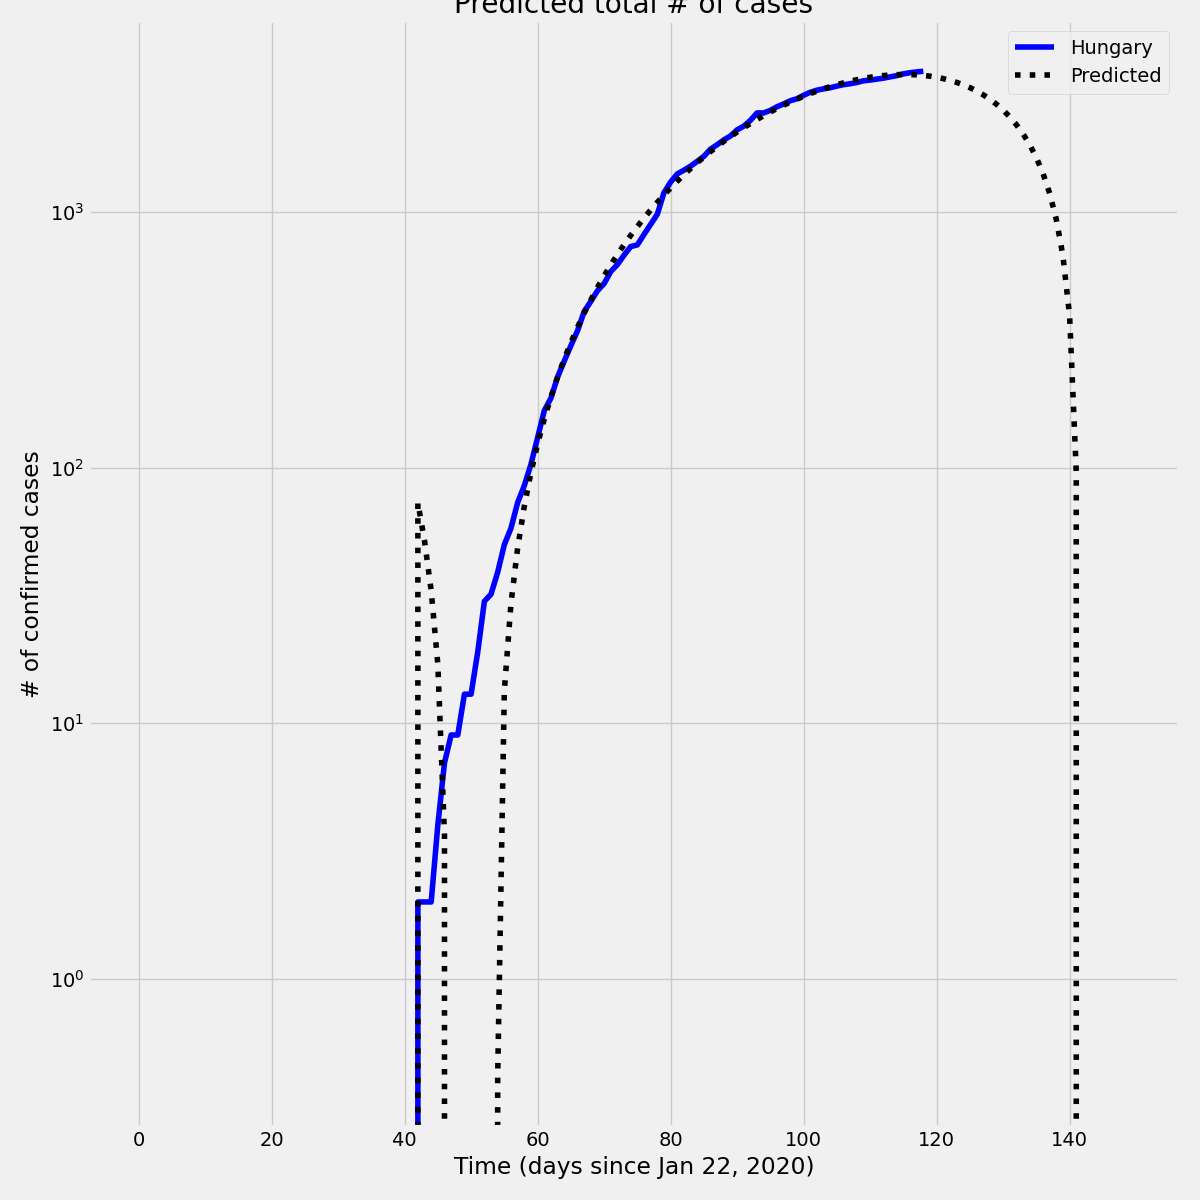 Predicted total # of cases
Hungary
Predicted
10³
10²
10¹
10⁰
# of confirmed cases
0 20 40 60 80 100 120 140
Time (days since Jan 22, 2020)